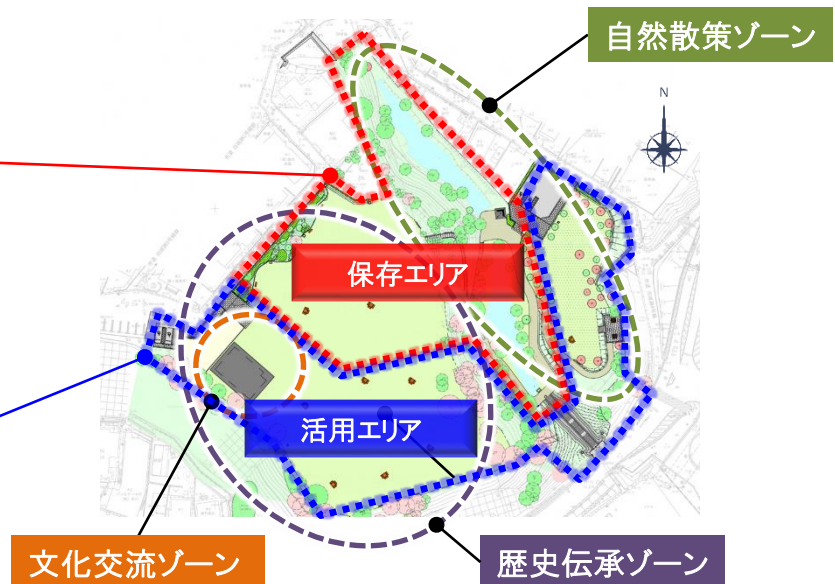 自然散策ゾーン
N
保存エリア
活用エリア
文化交流ゾーン
歴史伝承ゾーン